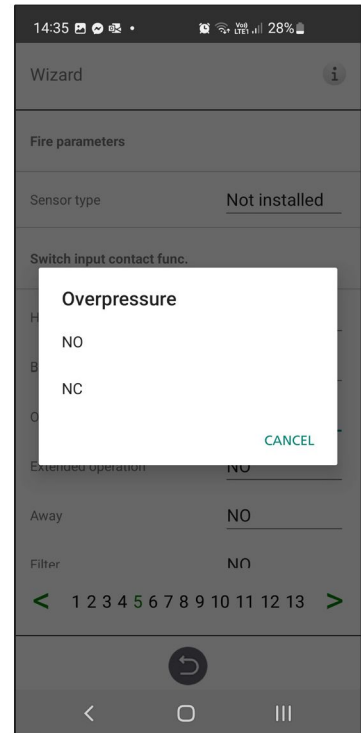 14:35 28%
Wizard i
Fire parameters
Sensor type Not installed
Switch input contact func.
Overpressure
H
NO
B
NC
O
CANCEL
Extended operation NO
Away NO
Filter NO
< 1 2 3 4 5 6 7 8 9 10 11 12 13 >